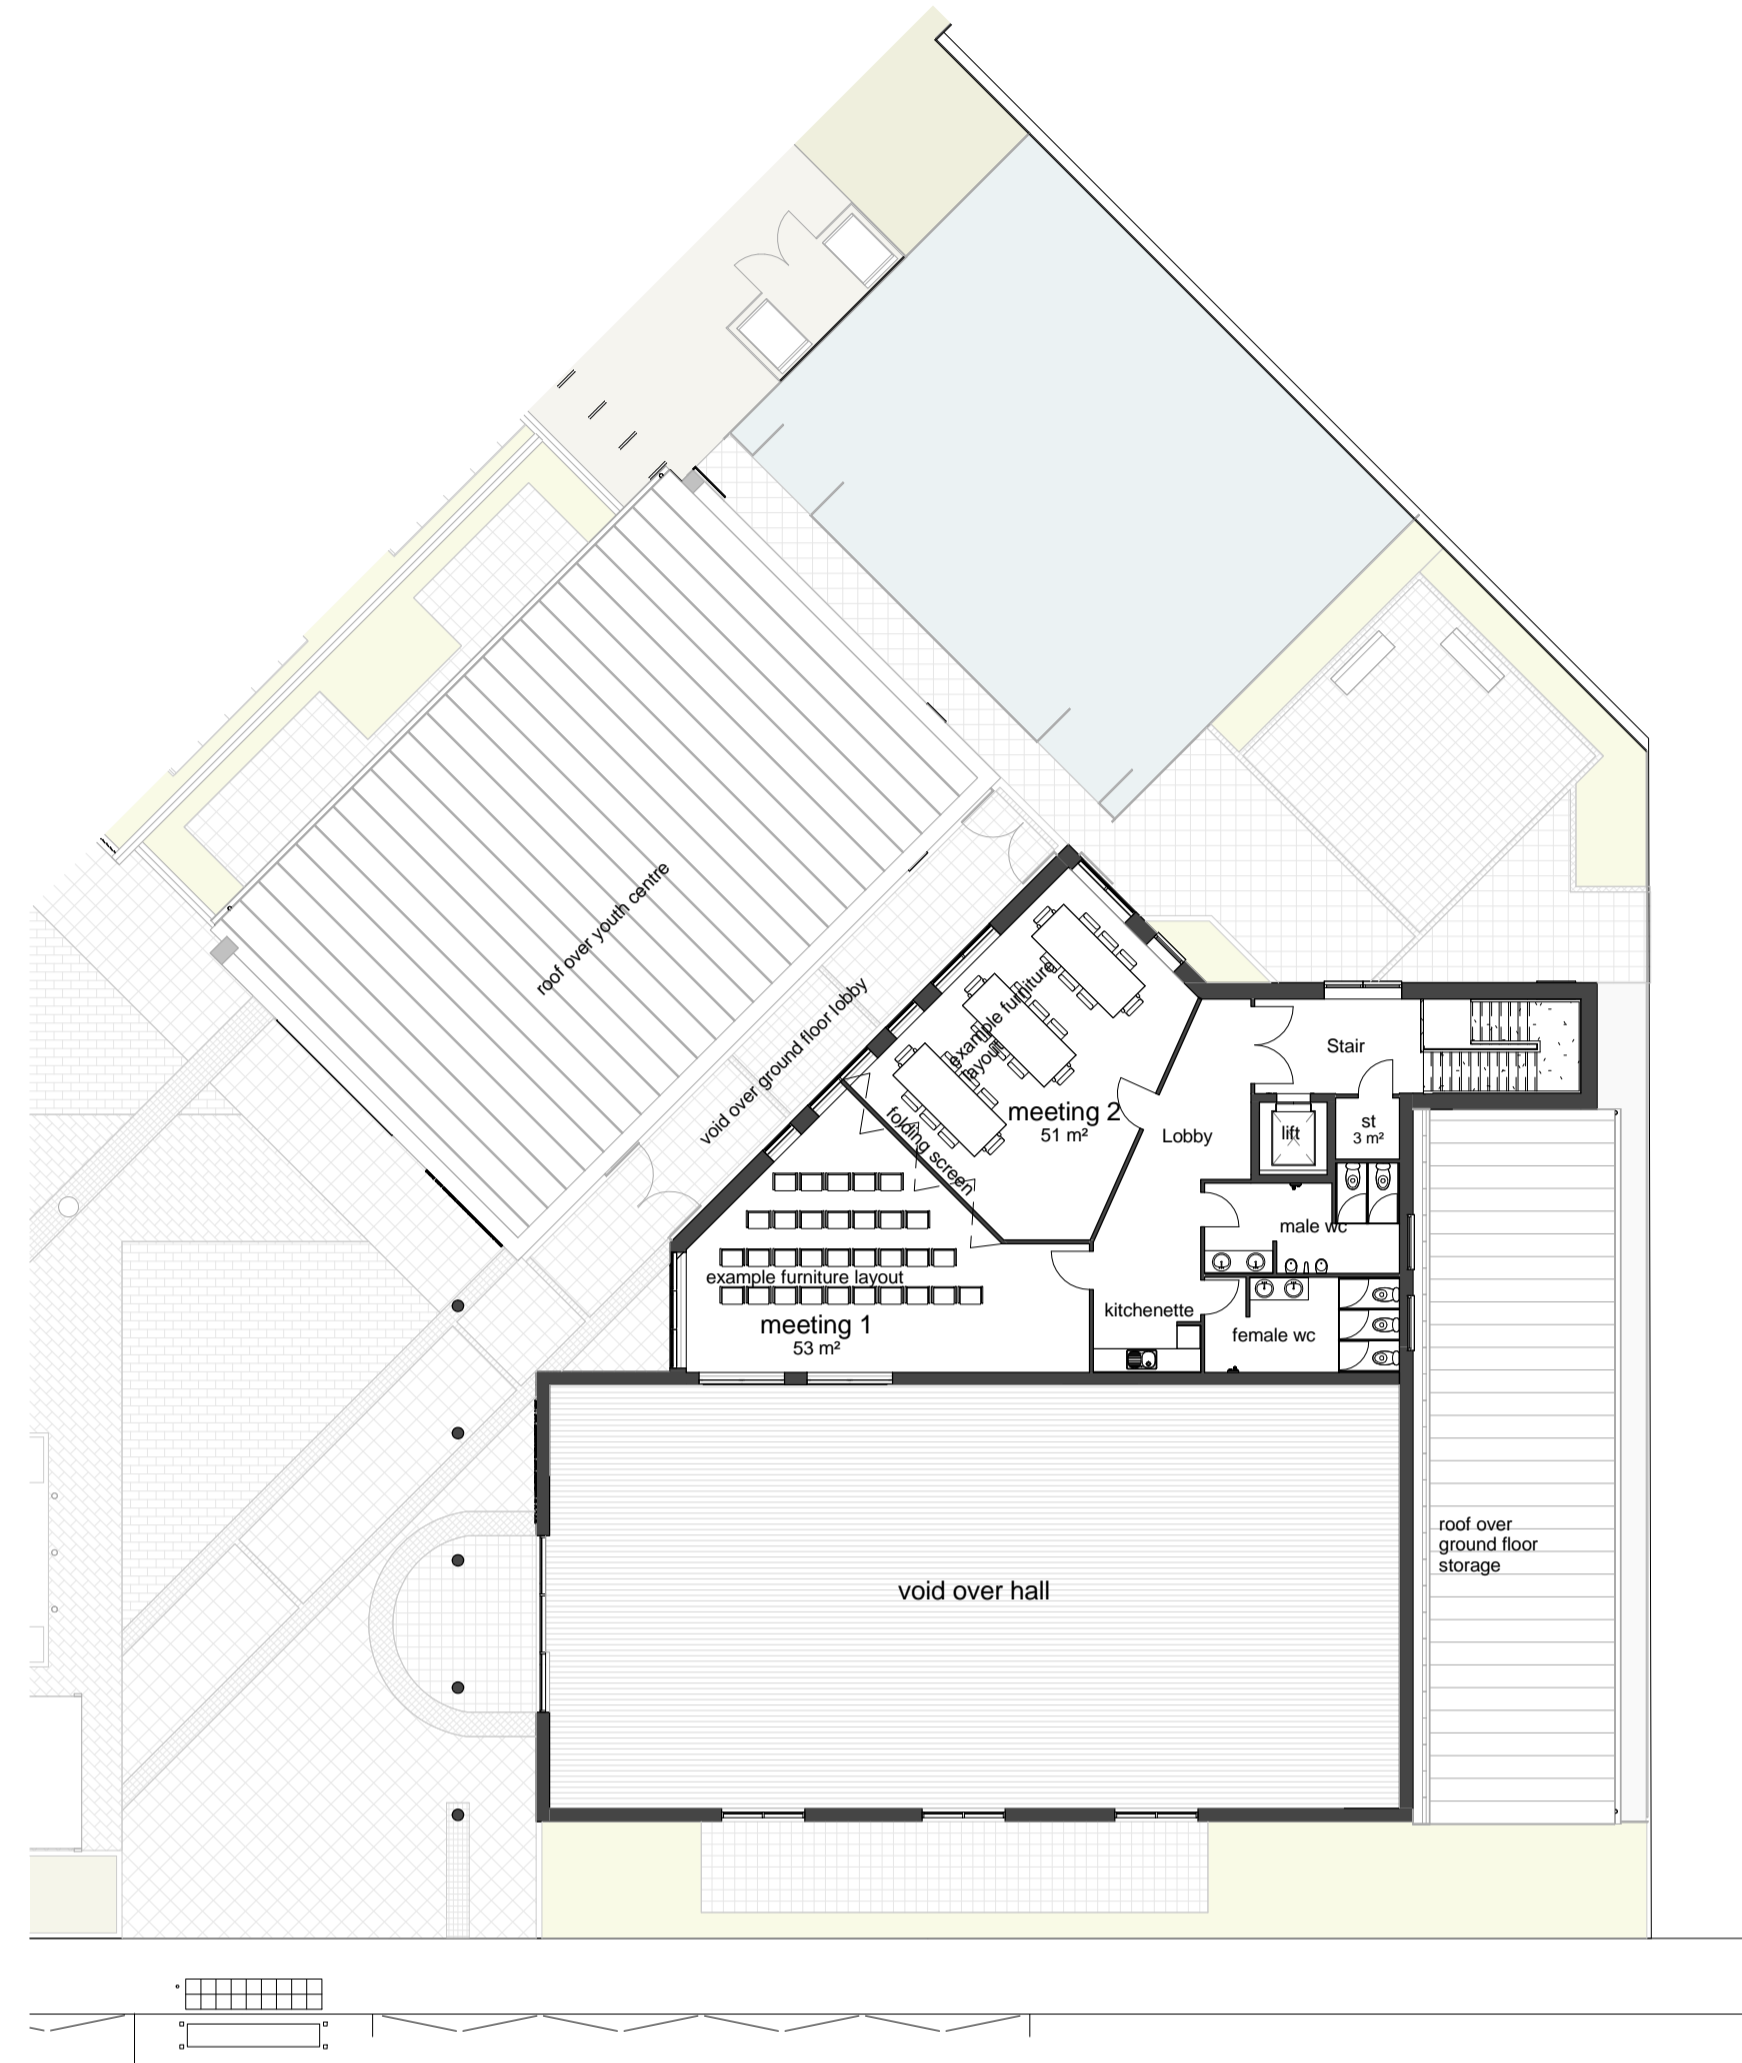 roof over youth centre
void over ground floor lobby
example furniture
layout
folding screen
meeting 2
51 m²
Stair
Lobby
lift
st
3 m²
male wc
example furniture layout
meeting 1
53 m²
kitchenette
female wc
roof over
ground floor
storage
void over hall